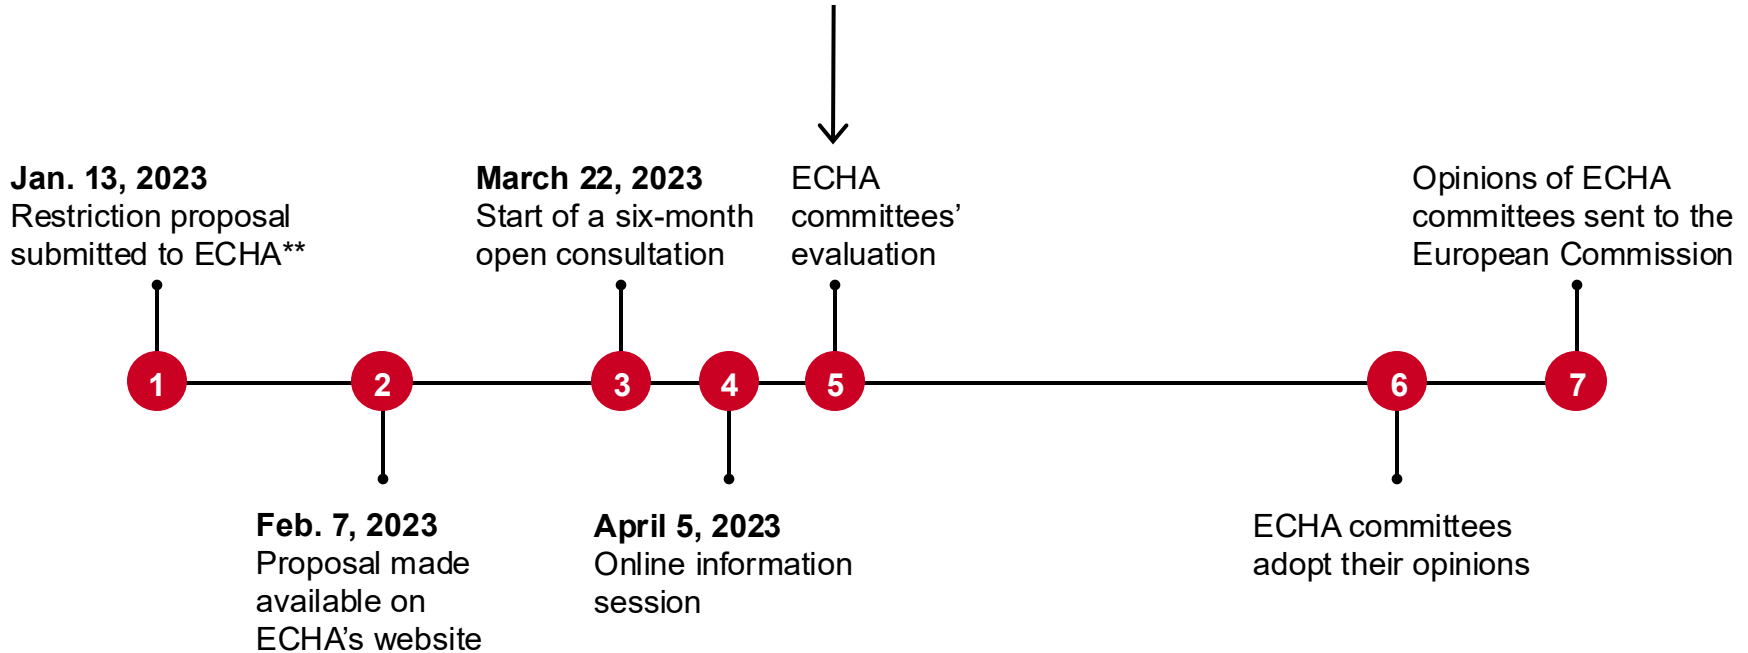 Jan. 13, 2023
Restriction proposal
submitted to ECHA**
March 22, 2023
Start of a six-month
open consultation
ECHA
committees’
evaluation
Opinions of ECHA
committees sent to the
European Commission
1
2
3
4
5
6
7
Feb. 7, 2023
Proposal made
available on
ECHA’s website
April 5, 2023
Online information
session
ECHA committees
adopt their opinions